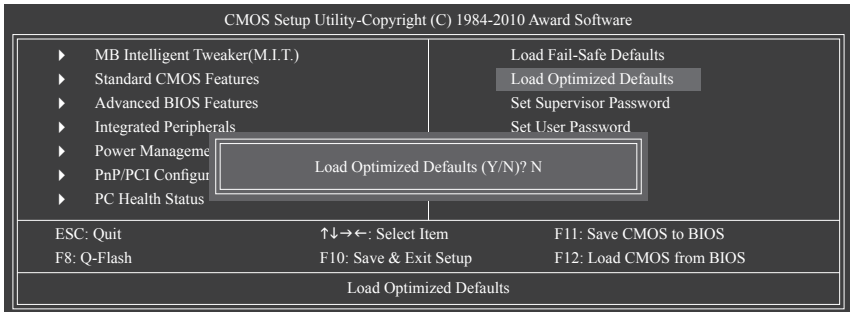 CMOS Setup Utility-Copyright (C) 1984-2010 Award Software
MB Intelligent Tweaker(M.I.T.)
Standard CMOS Features
Advanced BIOS Features
Integrated Peripherals
Power Manageme
PnP/PCI Configur
PC Health Status
Load Fail-Safe Defaults
Load Optimized Defaults
Set Supervisor Password
Set User Password
Load Optimized Defaults (Y/N)? N
ESC: Quit ↑↓→←: Select Item F11: Save CMOS to BIOS
F8: Q-Flash F10: Save & Exit Setup F12: Load CMOS from BIOS
Load Optimized Defaults